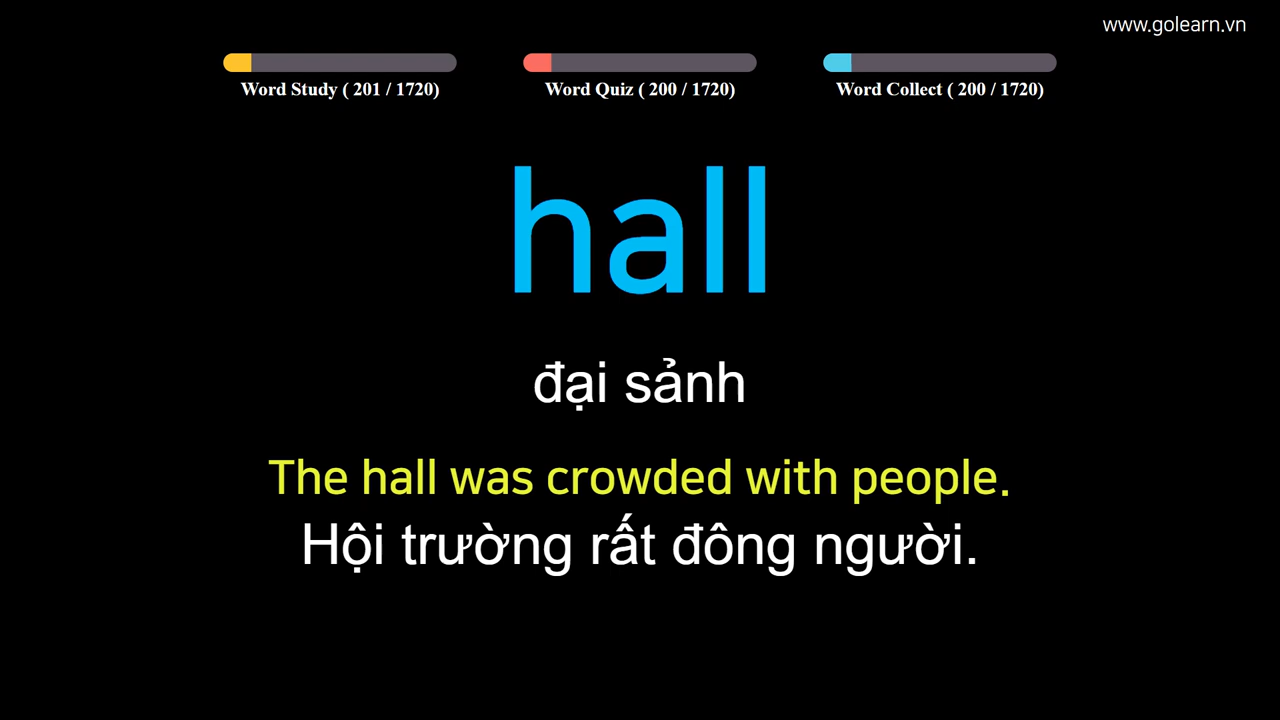 www.golearn.vn
Word Study ( 201 / 1720)
Word Quiz ( 200 / 1720)
Word Collect ( 200 / 1720)
hall
đại sảnh
The hall was crowded with people.
Hội trường rất đông người.